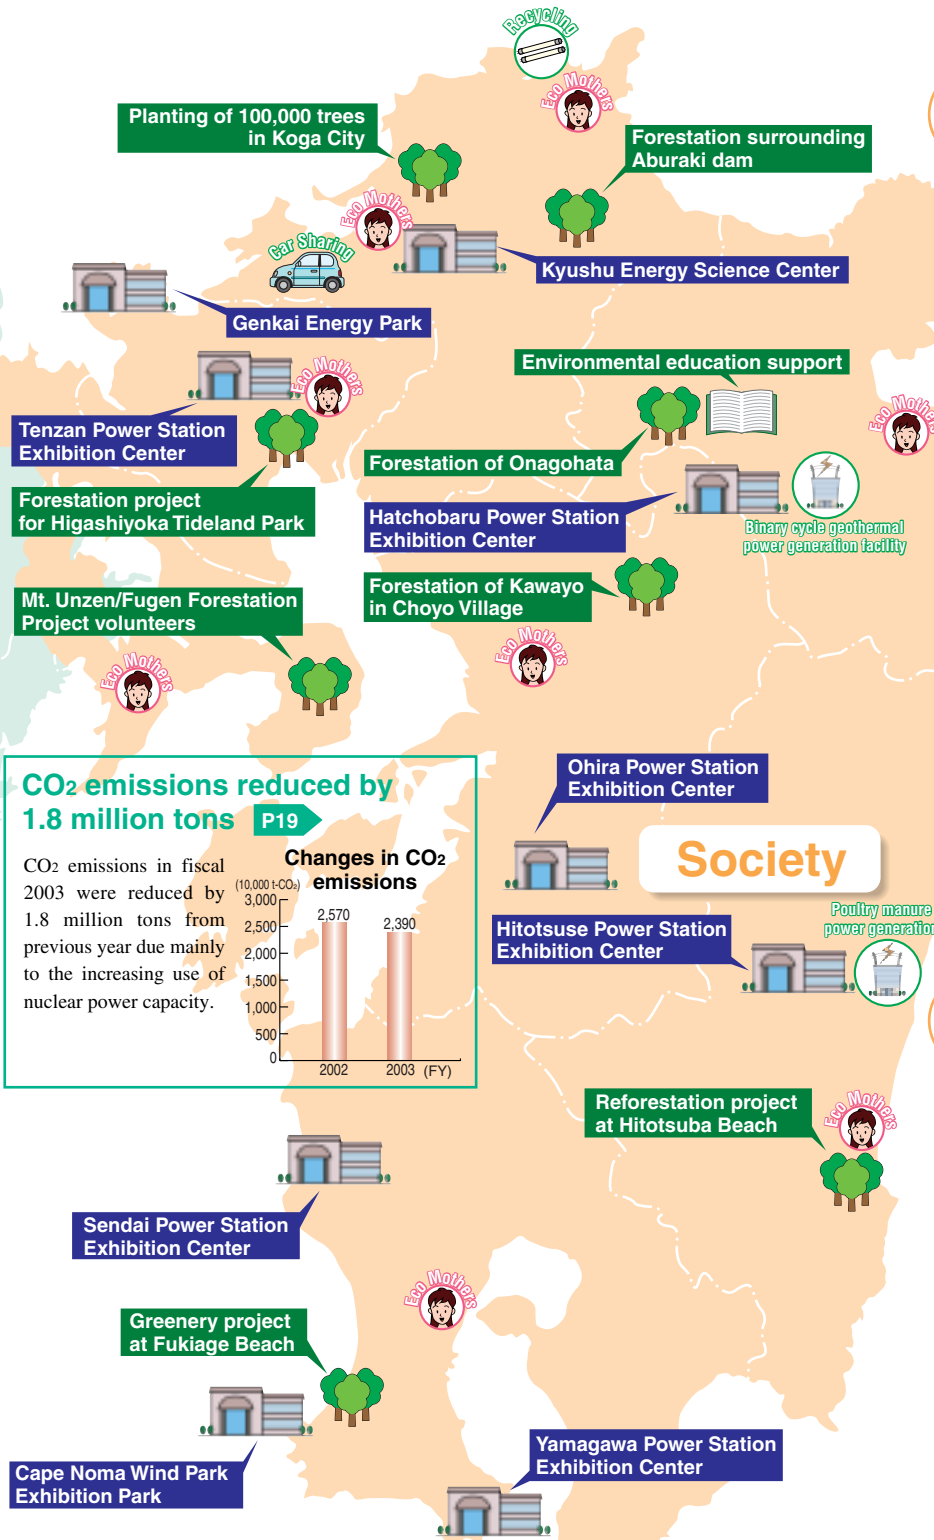 Recycling
Eco Mothers
Planting of 100,000 trees
in Koga City
Forestation surrounding
Aburaki dam
Eco Mothers
Car Sharing
Kyushu Energy Science Center
Genkai Energy Park
Environmental education support
Eco Mothers
Eco Mothers
Tenzan Power Station
Exhibition Center
Forestation of Onagohata
Forestation project
for Higashiyoka Tideland Park
Hatchobaru Power Station
Exhibition Center
Binary cycle geothermal
power generation facility
Forestation of Kawayo
in Choyo Village
Mt. Unzen/Fugen Forestation
Project volunteers
Eco Mothers
Eco Mothers
CO2 emissions reduced by
1.8 million tons P19
CO2 emissions in fiscal
2003 were reduced by
1.8 million tons from
previous year due mainly
to the increasing use of
nuclear power capacity.
Changes in CO2
emissions
(10,000 t-CO2)
3,000
2,500
2,000
1,500
1,000
500
0
2,570
2,390
2002 2003 (FY)
Ohira Power Station
Exhibition Center
Society
Poultry manure
power generation
Hitotsuse Power Station
Exhibition Center
Reforestation project
at Hitotsuba Beach
Eco Mothers
Sendai Power Station
Exhibition Center
Eco Mothers
Greenery project
at Fukiage Beach
Yamagawa Power Station
Exhibition Center
Cape Noma Wind Park
Exhibition Park